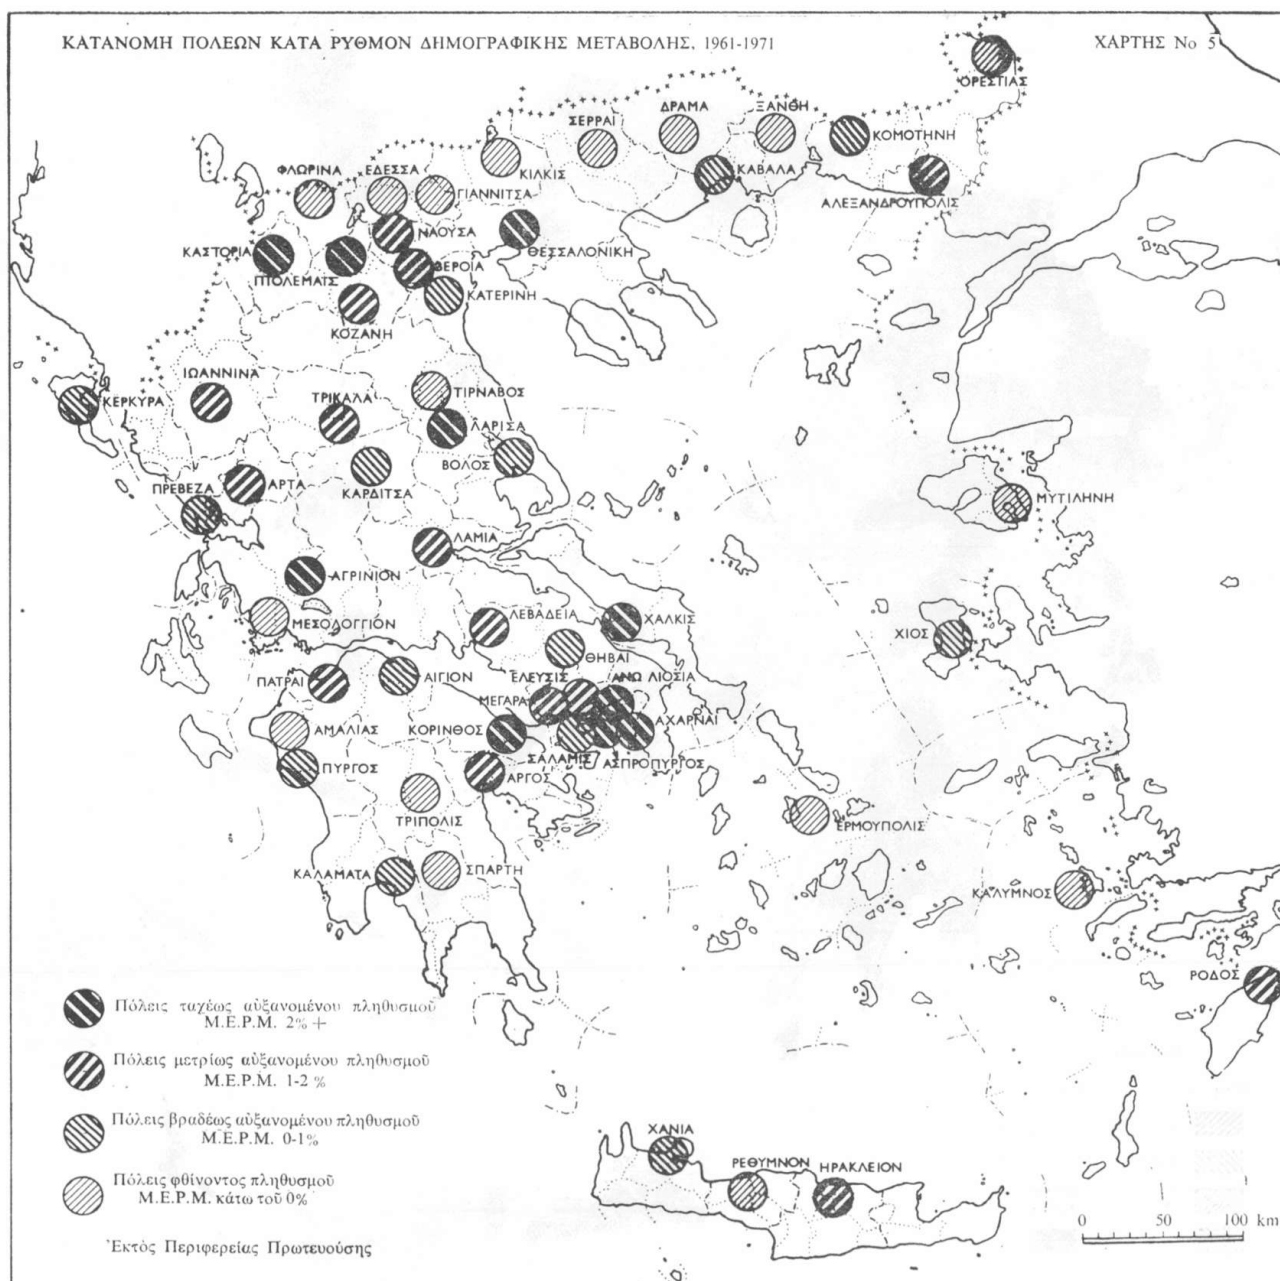 ΚΑΤΑΝΟΜΗ ΠΟΛΕΩΝ ΚΑΤΑ ΡΥΘΜΟΝ ΔΗΜΟΓΡΑΦΙΚΗΣ ΜΕΤΑΒΟΛΗΣ, 1961-1971
ΧΑΡΤΗΣ Νο 5
ΟΡΕΣΤΙΑΣ
ΔΡΑΜΑ
ΞΑΝΘΗ
ΣΕΡΡΑΙ
ΚΟΜΟΤΗΝΗ
ΚΙΛΚΙΣ
ΚΑΒΑΛΑ
ΦΛΩΡΙΝΑ
ΕΔΕΣΣΑ
ΓΙΑΝΝΙΤΣΑ
ΑΛΕΞΑΝΔΡΟΥΠΟΛΙΣ
ΝΑΟΥΣΑ
ΚΑΣΤΟΡΙΑ
ΘΕΣΣΑΛΟΝΙΚΗ
ΒΕΡΟΙΑ
ΠΤΟΛΕΜΑΪΣ
ΚΑΤΕΡΙΝΗ
ΚΟΖΑΝΗ
ΙΩΑΝΝΙΝΑ
ΚΕΡΚΥΡΑ
ΤΡΙΚΑΛΑ
ΤΙΡΝΑΒΟΣ
ΛΑΡΙΣΑ
ΒΟΛΟΣ
ΠΡΕΒΕΖΑ
ΑΡΤΑ
ΚΑΡΔΙΤΣΑ
ΜΥΤΙΛΗΝΗ
ΛΑΜΙΑ
ΑΓΡΙΝΙΟΝ
ΜΕΣΟΛΟΓΓΙΟΝ
ΛΕΒΑΔΕΙΑ
ΧΑΛΚΙΣ
ΧΙΟΣ
ΘΗΒΑΙ
ΠΑΤΡΑΙ
ΑΙΓΙΟΝ
ΕΛΕΥΣΙΣ
ΑΝΩ ΛΙΟΣΙΑ
ΜΕΓΑΡΑ
ΑΜΑΛΙΑΣ
ΚΟΡΙΝΘΟΣ
ΑΧΑΡΝΑΙ
ΣΑΛΑΜΙΣ
ΑΣΠΡΟΠΥΡΓΟΣ
ΠΥΡΓΟΣ
ΑΡΓΟΣ
ΤΡΙΠΟΛΙΣ
ΕΡΜΟΥΠΟΛΙΣ
ΚΑΛΑΜΑΤΑ
ΣΠΑΡΤΗ
ΚΑΛΥΜΝΟΣ
ΡΟΔΟΣ
Πόλεις ταχέως αὐξανομένου πληθυσμοῦ
Μ.Ε.Ρ.Μ. 2% +
Πόλεις μετρίως αὐξανομένου πληθυσμοῦ
Μ.Ε.Ρ.Μ. 1-2 %
Πόλεις βραδέως αὐξανομένου πληθυσμοῦ
Μ.Ε.Ρ.Μ. 0-1%
Πόλεις φθίνοντος πληθυσμοῦ
Μ.Ε.Ρ.Μ. κάτω τοῦ 0%
Ἐκτὸς Περιφερείας Πρωτευούσης
ΧΑΝΙΑ
ΡΕΘΥΜΝΟΝ
ΗΡΑΚΛΕΙΟΝ
0 50 100 km